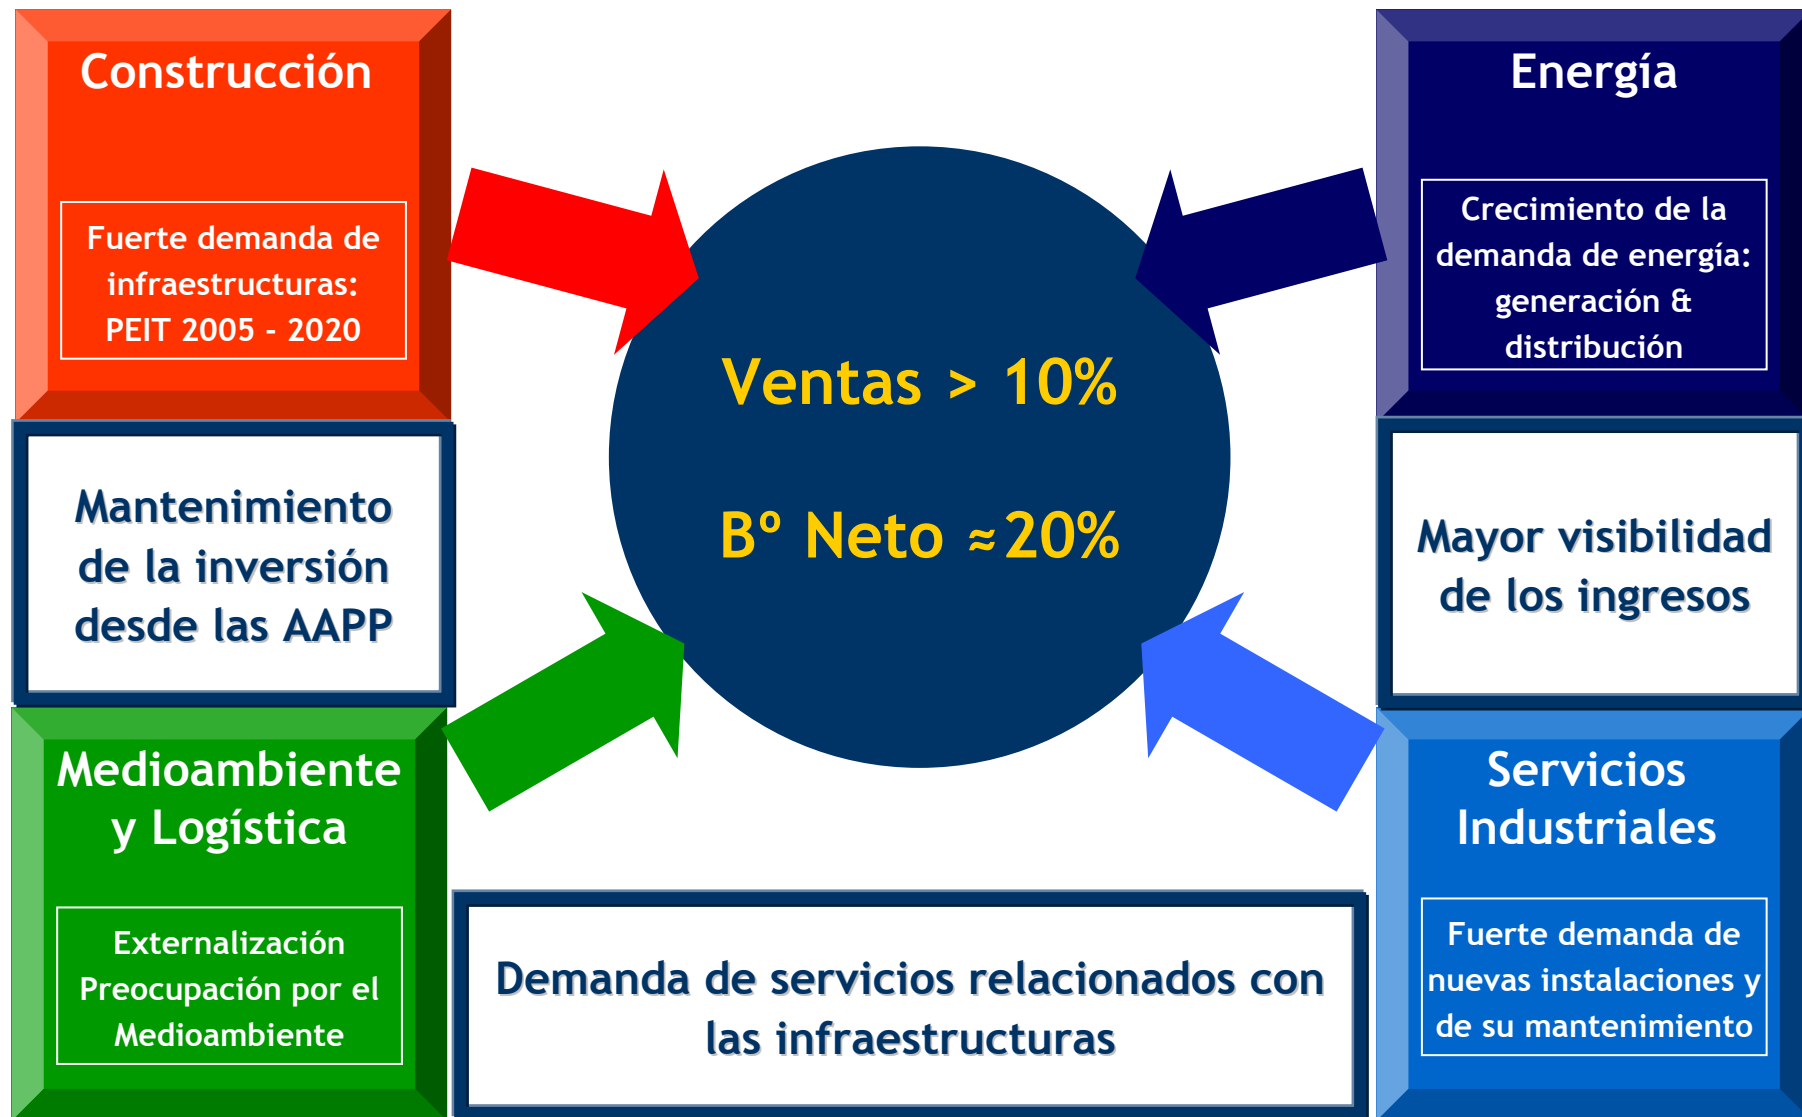 Construcción
Fuerte demanda de
infraestructuras:
PEIT 2005 - 2020
Energía
Crecimiento de la
demanda de energía:
generación &
distribución
Ventas > 10%
Bº Neto ≈20%
Mantenimiento
de la inversión
desde las AAPP
Mayor visibilidad
de los ingresos
Medioambiente
y Logística
Externalización
Preocupación por el
Medioambiente
Demanda de servicios relacionados con
las infraestructuras
Servicios
Industriales
Fuerte demanda de
nuevas instalaciones y
de su mantenimiento